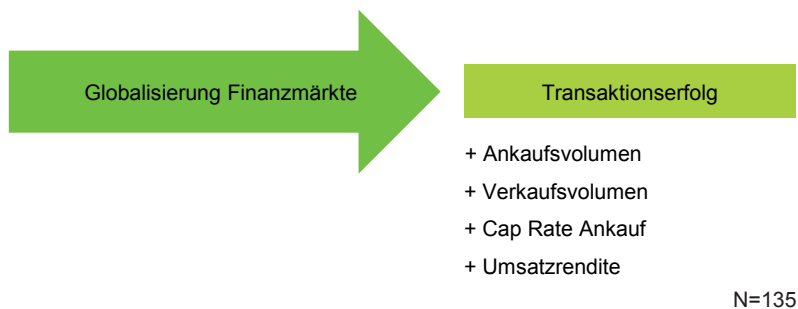 Globalisierung Finanzmärkte
Transaktionserfolg
+ Ankaufsvolumen
+ Verkaufsvolumen
+ Cap Rate Ankauf
+ Umsatzrendite
N=135